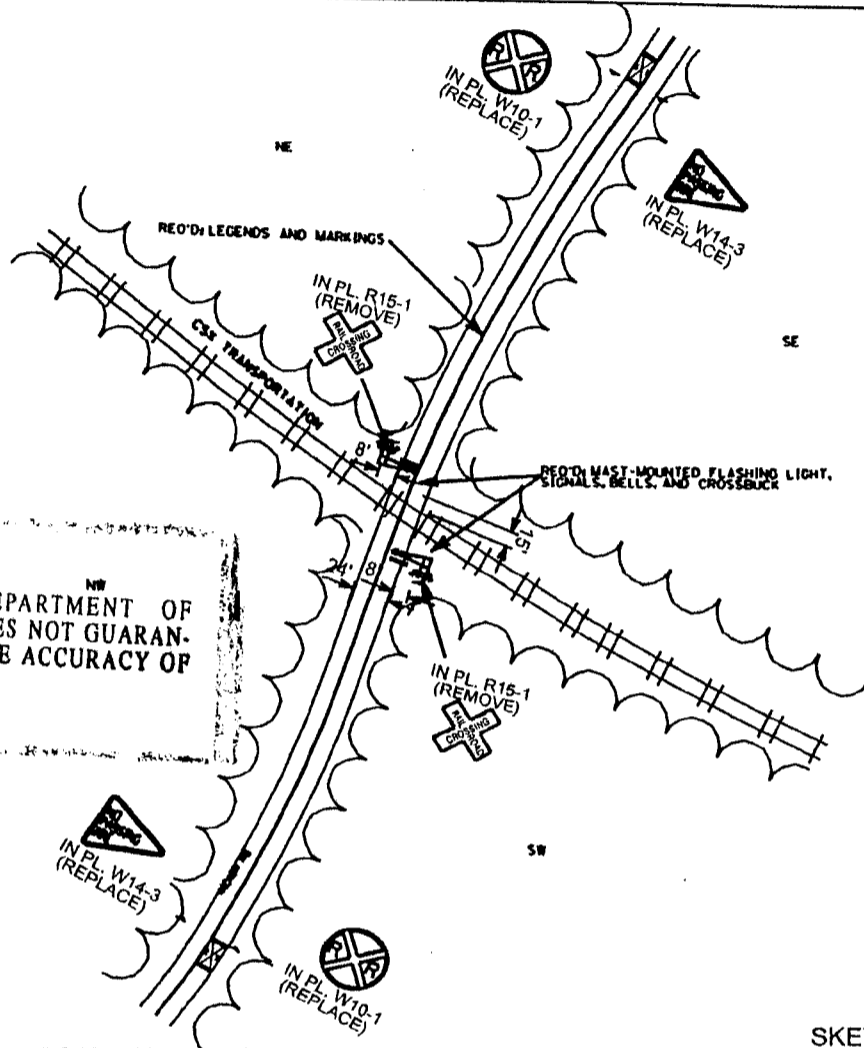 R R
IN PL. W10-1
(REPLACE)
NE
NO PASSING ZONE
IN PL. W14-3
(REPLACE)
REQ'D: LEGENDS AND MARKINGS
IN PL. R15-1
(REMOVE)
RAIL ROAD
CROSSING
SE
CSX TRANSPORTATION
8'
REQ'D: MAST-MOUNTED FLASHING LIGHT,
SIGNALS, BELLS, AND CROSSBUCK
15'
NW
EPARTMENT OF
ES NOT GUARAN-
E ACCURACY OF
24'
8'
IN PL. R15-1
(REMOVE)
RAIL ROAD
CROSSING
IN PL. W14-3
(REPLACE)
SW
R R
IN PL. W10-1
(REPLACE)
SKE